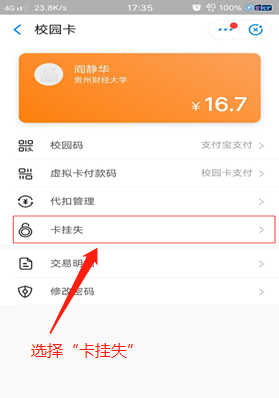 4G 23.8K/s 17:35 4G 100%
校园卡
阎静华
贵州财经大学
¥16.7
校园码 支付宝支付
虚拟卡付款码 校园卡支付
代扣管理
卡挂失
交易明
修改密码
选择“卡挂失”